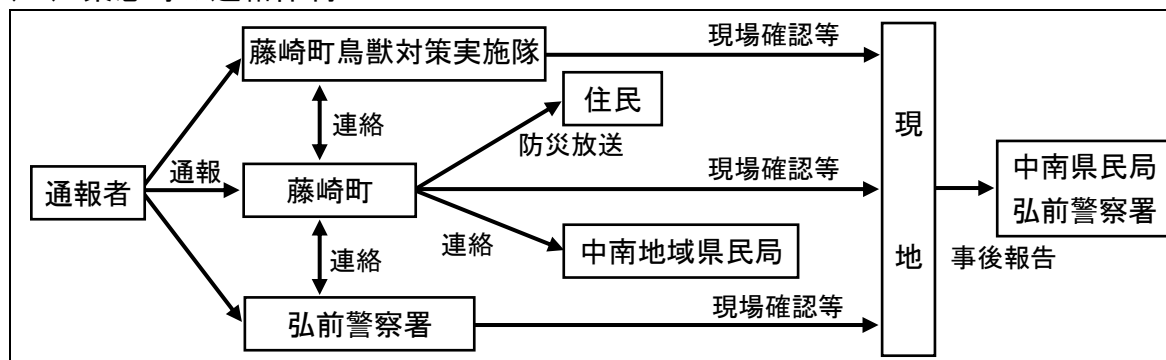 藤崎町鳥獣対策実施隊
現場確認等
住民
連絡
防災放送
通報者
通報
藤崎町
現場確認等
現地
中南県民局
弘前警察署
連絡
連絡
中南地域県民局
事後報告
弘前警察署
現場確認等